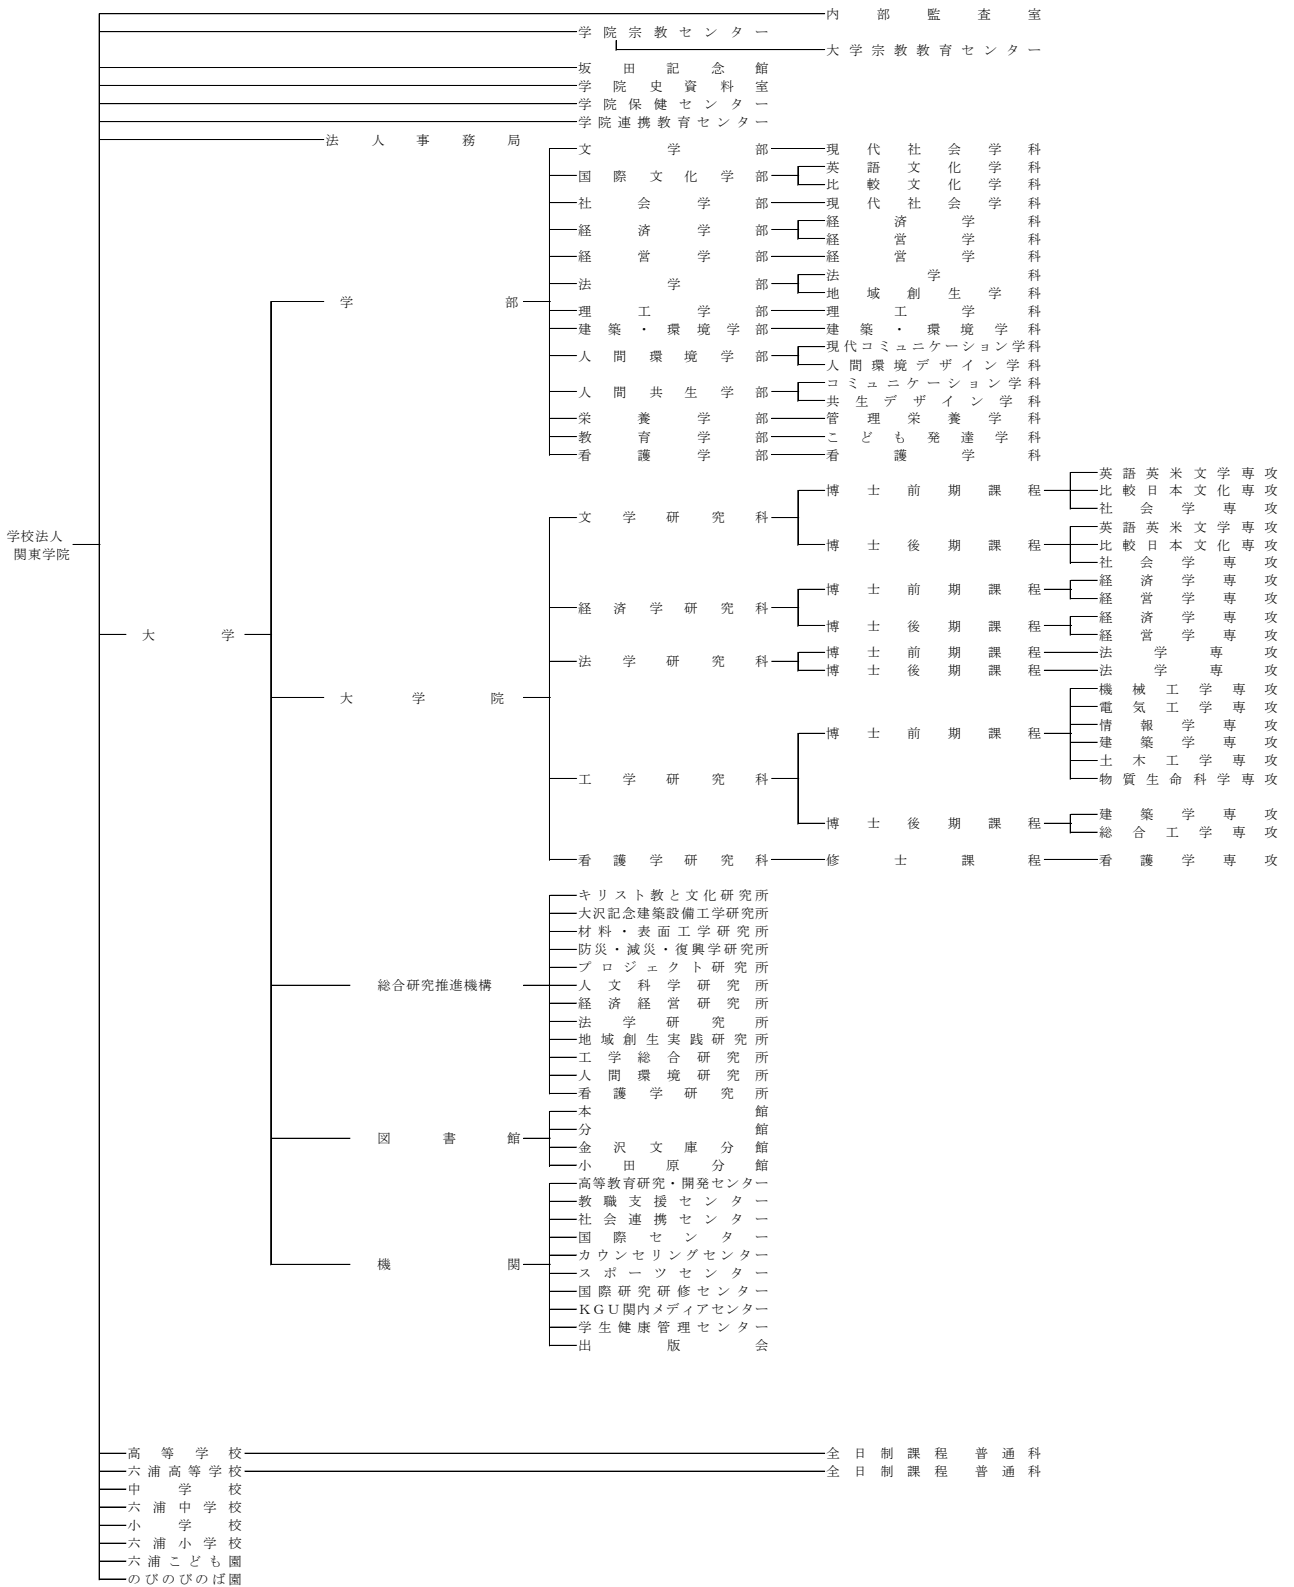 内部監査室
学院宗教センター
大学宗教教育センター
坂田記念館
学院史資料室
学院保健センター
学院連携教育センター
法人事務局
文学部 現代社会学科
国際文化学部
英語文化学科
比較文化学科
社会学部 現代社会学科
経済学部
経済学科
経営学科
経営学部 経営学科
法学部
法学科
地域創生学科
学部
理工学部 理工学科
建築・環境学部 建築・環境学科
人間環境学部
現代コミュニケーション学科
人間環境デザイン学科
人間共生学部
コミュニケーション学科
共生デザイン学科
栄養学部 管理栄養学科
教育学部 こども発達学科
看護学部 看護学科
学校法人
関東学院
大学
大学院
文学研究科
博士前期課程
英語英米文学専攻
比較日本文化専攻
社会学専攻
博士後期課程
英語英米文学専攻
比較日本文化専攻
社会学専攻
経済学研究科
博士前期課程
経済学専攻
経営学専攻
博士後期課程
経済学専攻
経営学専攻
法学研究科
博士前期課程 法学専攻
博士後期課程 法学専攻
工学研究科
博士前期課程
機械工学専攻
電気工学専攻
情報学専攻
建築学専攻
土木工学専攻
物質生命科学専攻
博士後期課程
建築学専攻
総合工学専攻
看護学研究科 修士課程 看護学専攻
総合研究推進機構
キリスト教と文化研究所
大沢記念建築設備工学研究所
材料・表面工学研究所
防災・減災・復興学研究所
プロジェクト研究所
人文科学研究所
経済経営研究所
法学研究所
地域創生実践研究所
工学総合研究所
人間環境研究所
看護学研究所
図書館
本館
分館
金沢文庫分館
小田原分館
機関
高等教育研究・開発センター
教職支援センター
社会連携センター
国際センター
カウンセリングセンター
スポーツセンター
国際研究研修センター
KGU関内メディアセンター
学生健康管理センター
出版会
高等学校 全日制課程 普通科
六浦高等学校 全日制課程 普通科
中学校
六浦中学校
小学校
六浦小学校
六浦こども園
のびのびのば園